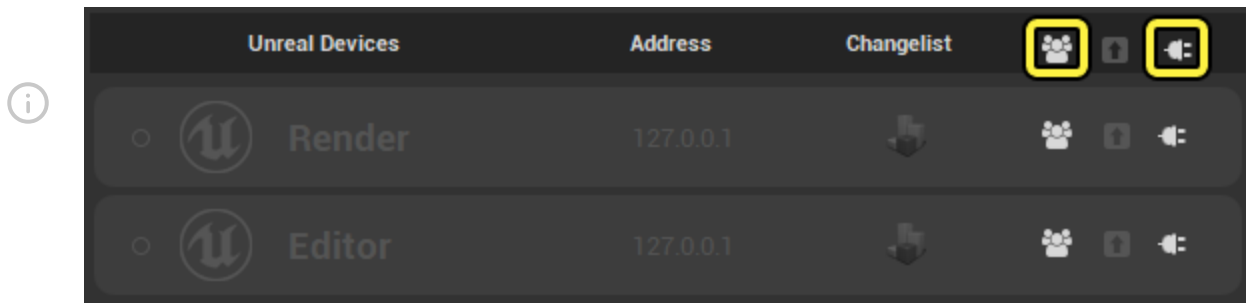 Unreal Devices Address Changelist
Render 127.0.0.1
Editor 127.0.0.1